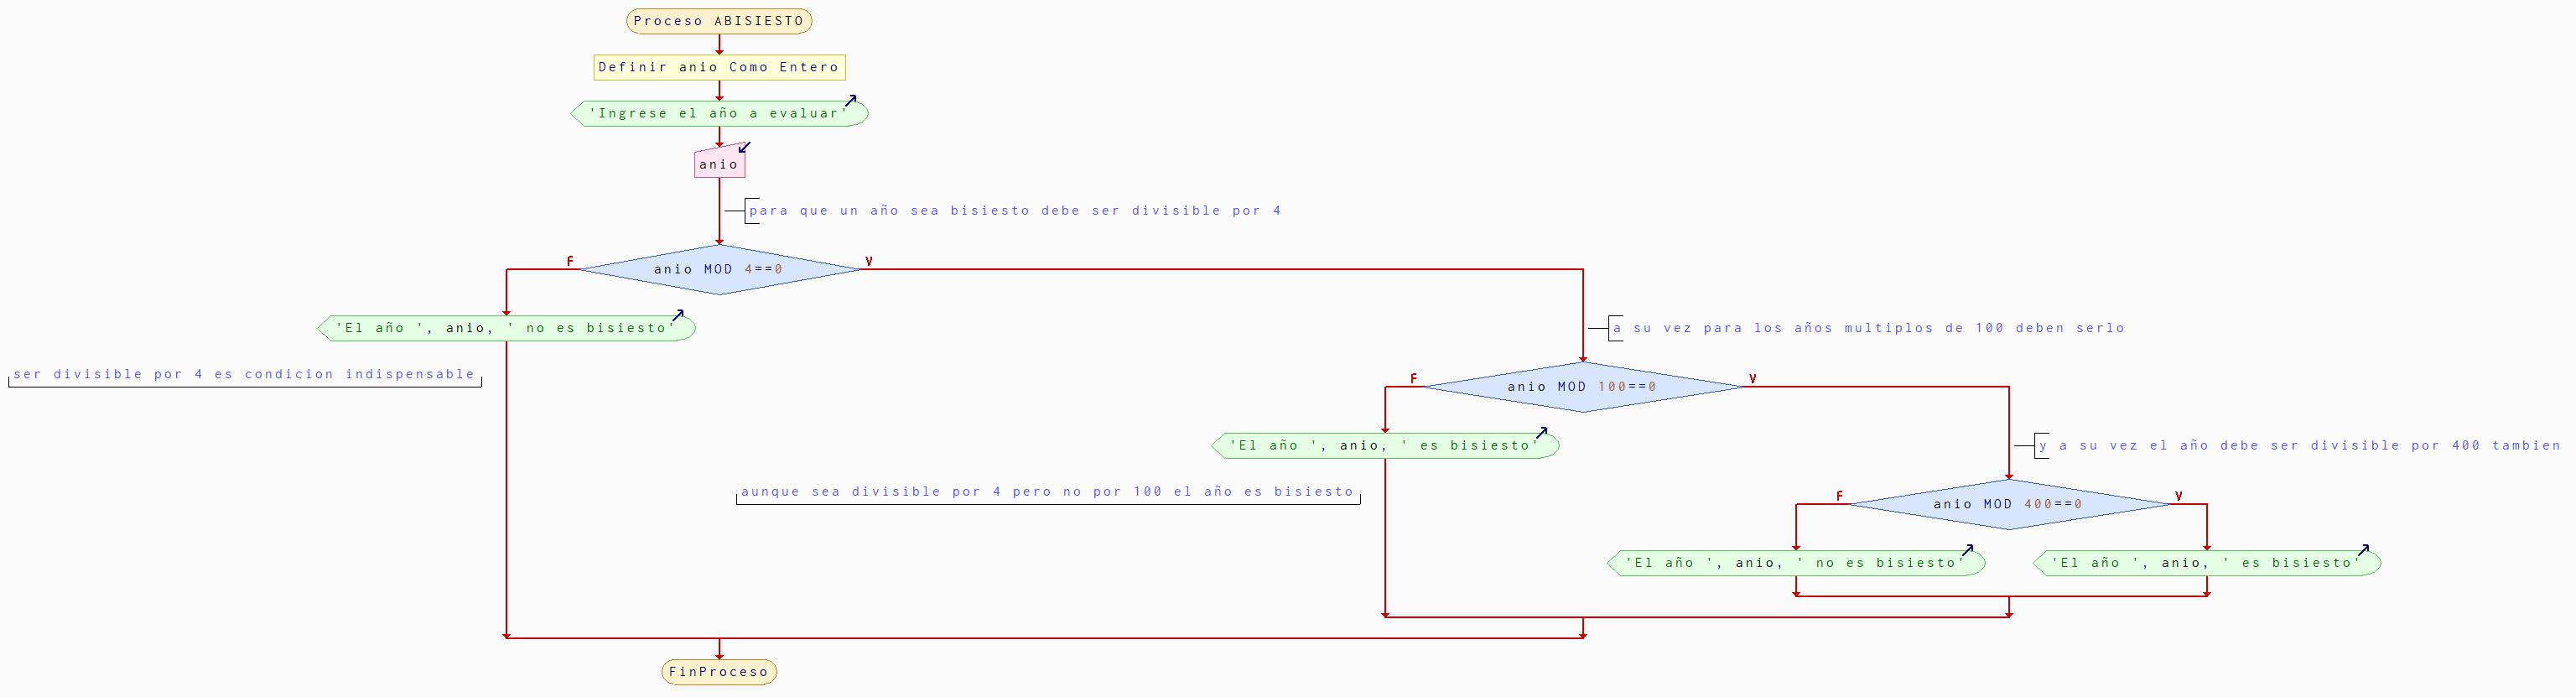 Proceso ABISIESTO
Definir anio Como Entero
'Ingrese el año a evaluar'
anio
para que un año sea bisiesto debe ser divisible por 4
F
anio MOD 4==0
V
'El año ', anio, ' no es bisiesto'
a su vez para los años multiplos de 100 deben serlo
ser divisible por 4 es condicion indispensable
F
anio MOD 100==0
V
'El año ', anio, ' es bisiesto'
y a su vez el año debe ser divisible por 400 tambien
aunque sea divisible por 4 pero no por 100 el año es bisiesto
F
anio MOD 400==0
V
'El año ', anio, ' no es bisiesto'
'El año ', anio, ' es bisiesto'
FinProceso